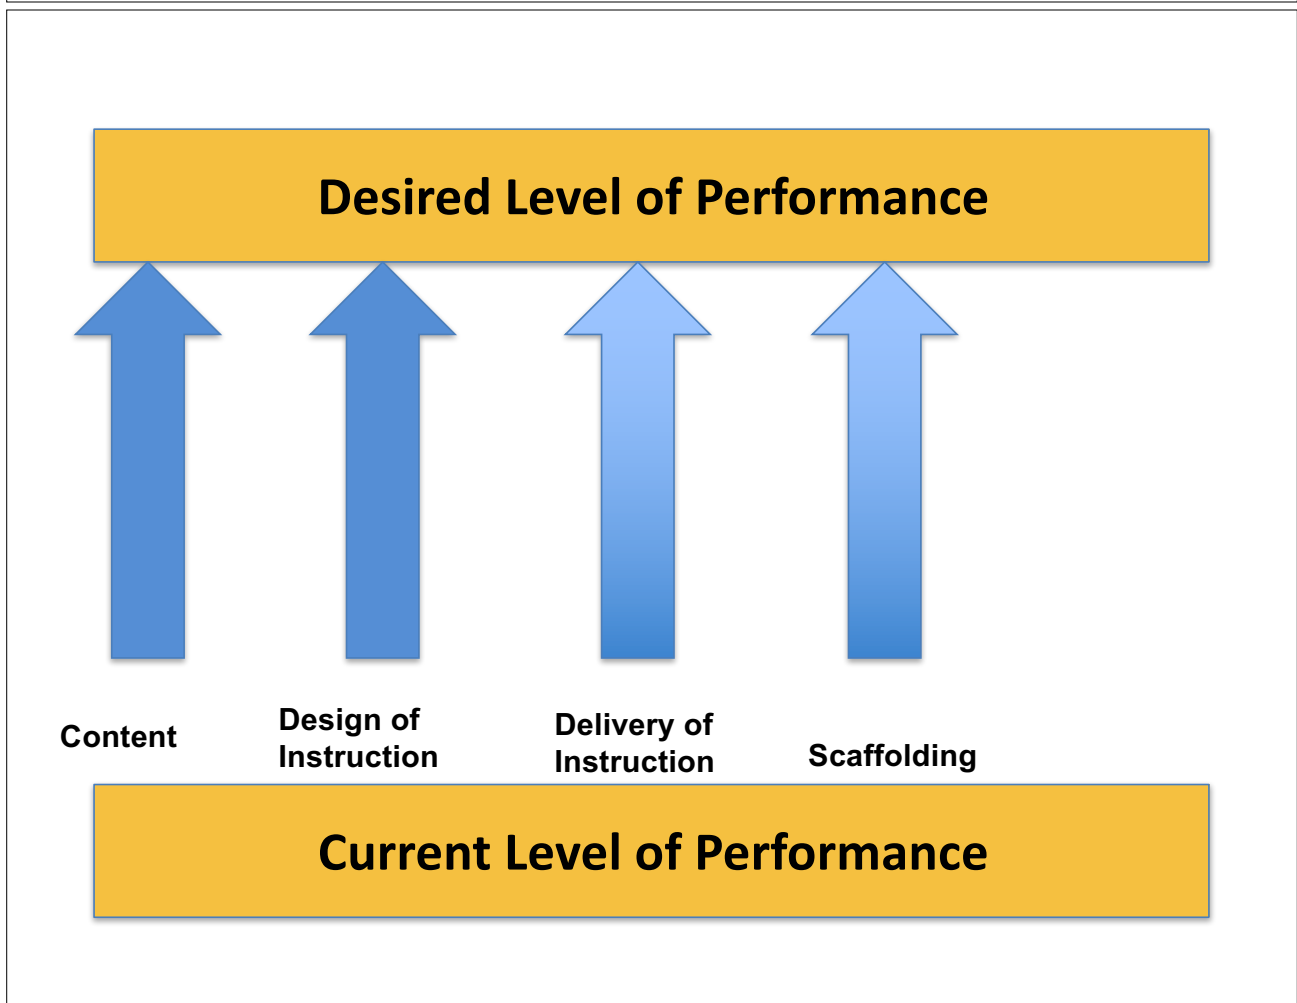 Desired Level of Performance
Content
Design of
Instruction
Delivery of
Instruction
Scaffolding
Current Level of Performance